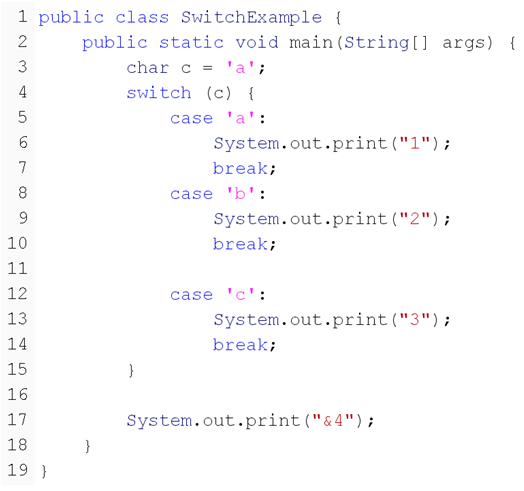 1 public class SwitchExample {
2     public static void main(String[] args) {
3         char c = 'a';
4         switch (c) {
5             case 'a':
6                 System.out.print("1");
7                 break;
8             case 'b':
9                 System.out.print("2");
10                 break;
11
12             case 'c':
13                 System.out.print("3");
14                 break;
15         }
16
17         System.out.print("&4");
18     }
19 }